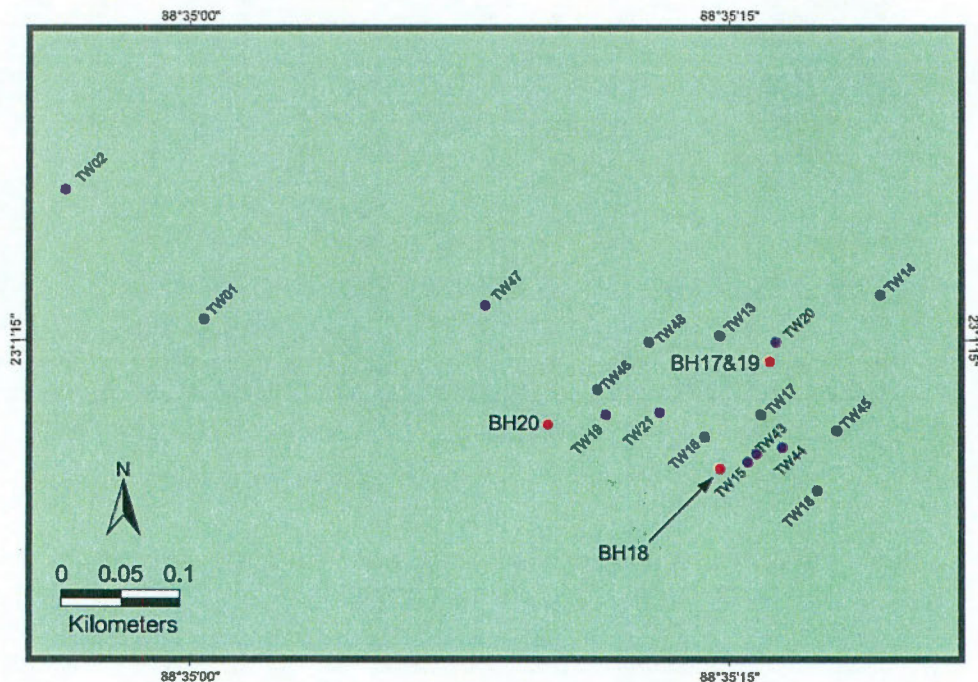 88°35'00" 88°35'15"
TW02
TW14
TW47
TW01
TW13
TW48
TW20
23°1'15" 23°1'15"
BH17&19
TW46
TW17
TW45
BH20
TW19
TW21
TW16
TW43
TW44
TW15
TW18
N
BH18
0 0.05 0.1
Kilometers
88°35'00" 88°35'15"